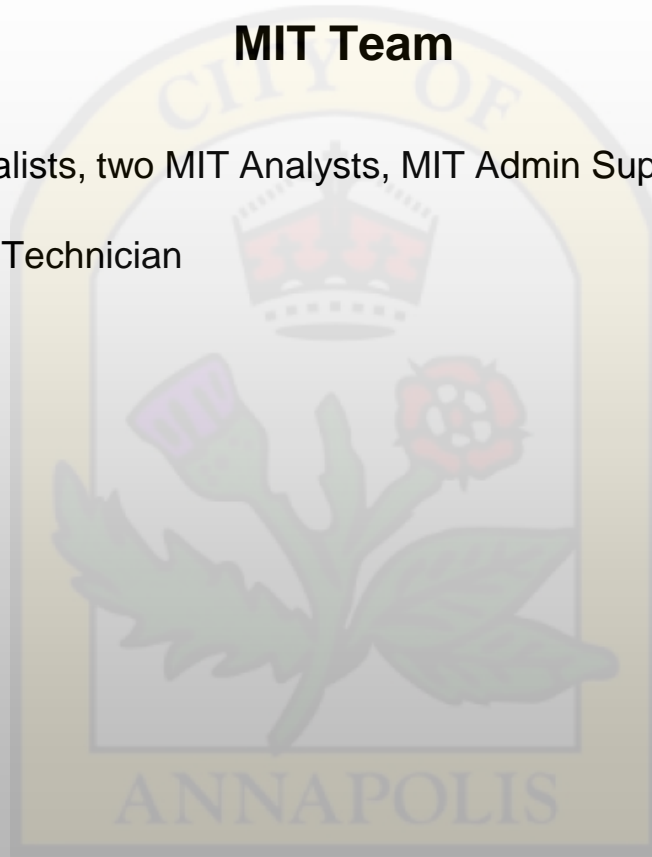 MIT Team
CITY OF
alists, two MIT Analysts, MIT Admin Sup
Technician
ANNAPOLIS